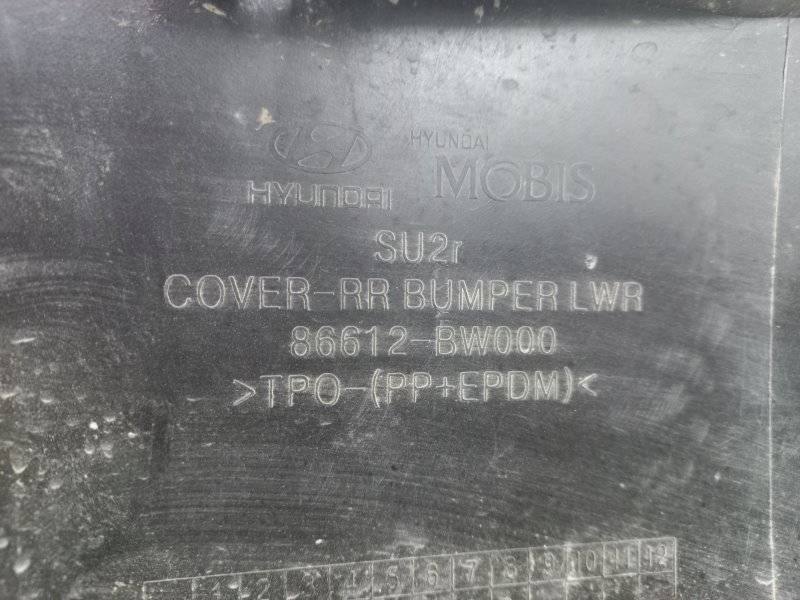 HYUNDAI
HYUNDAI
MOBIS
SU2r
COVER-RR BUMPER LWR
86612-BW000
>TPO-(PP+EPDM)<
1 2 3 4 5 6 7 8 9 10 11 12